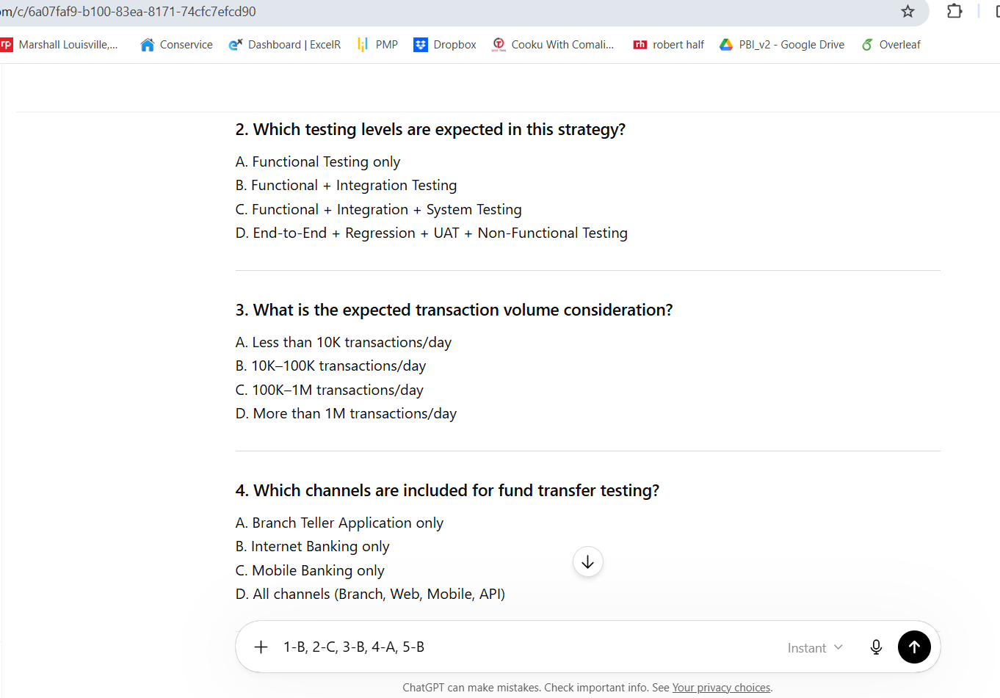 om/c/6a07faf9-b100-83ea-8171-74cfc7efcd90
rp Marshall Louisville,... Conservice Dashboard | ExcelR PMP Dropbox Cooku With Comali... rh robert half PBI_v2 - Google Drive Overleaf
2. Which testing levels are expected in this strategy?
A. Functional Testing only
B. Functional + Integration Testing
C. Functional + Integration + System Testing
D. End-to-End + Regression + UAT + Non-Functional Testing
3. What is the expected transaction volume consideration?
A. Less than 10K transactions/day
B. 10K–100K transactions/day
C. 100K–1M transactions/day
D. More than 1M transactions/day
4. Which channels are included for fund transfer testing?
A. Branch Teller Application only
B. Internet Banking only
C. Mobile Banking only
D. All channels (Branch, Web, Mobile, API)
1-B, 2-C, 3-B, 4-A, 5-B Instant
ChatGPT can make mistakes. Check important info. See Your privacy choices.